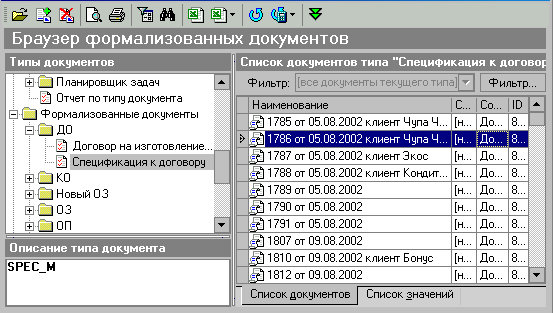 Браузер формализованных документов
Типы документов
Планировщик задач
Отчет по типу документа
Формализованные документы
ДО
Договор на изготовление...
Спецификация к договору
КО
Новый ОЗ
ОЗ
ОП
Описание типа документа
SPEC_M
Список документов типа "Спецификация к договор
Фильтр: [все документы текущего типа] Фильтр...
Наименование С... Со... ID
1785 от 05.08.2002 клиент Чупа Ч... [н... До... 8...
1786 от 05.08.2002 клиент Чупа Ч... [н... До... 8...
1787 от 05.08.2002 клиент Экос [н... До... 8...
1788 от 05.08.2002 клиент Кондит... [н... До... 8...
1789 от 05.08.2002 [н... До... 8...
1790 от 05.08.2002 [н... До... 8...
1791 от 05.08.2002 [н... До... 8...
1807 от 09.08.2002 [н... До... 8...
1810 от 09.08.2002 клиент Бонус [н... До... 8...
1812 от 09.08.2002 [н... До... 8...
Список документов Список значений